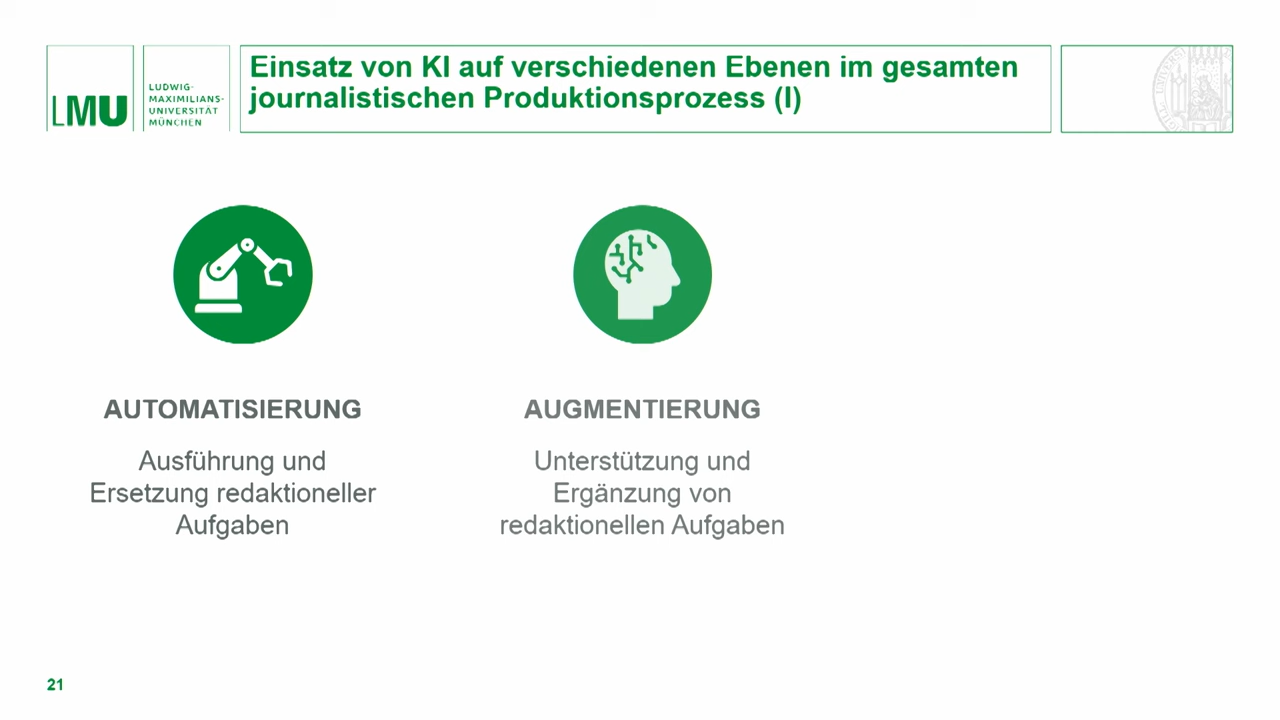 LMU
LUDWIG-
MAXIMILIANS-
UNIVERSITÄT
MÜNCHEN
Einsatz von KI auf verschiedenen Ebenen im gesamten
journalistischen Produktionsprozess (I)
AUTOMATISIERUNG
Ausführung und
Ersetzung redaktioneller
Aufgaben
AUGMENTIERUNG
Unterstützung und
Ergänzung von
redaktionellen Aufgaben
21